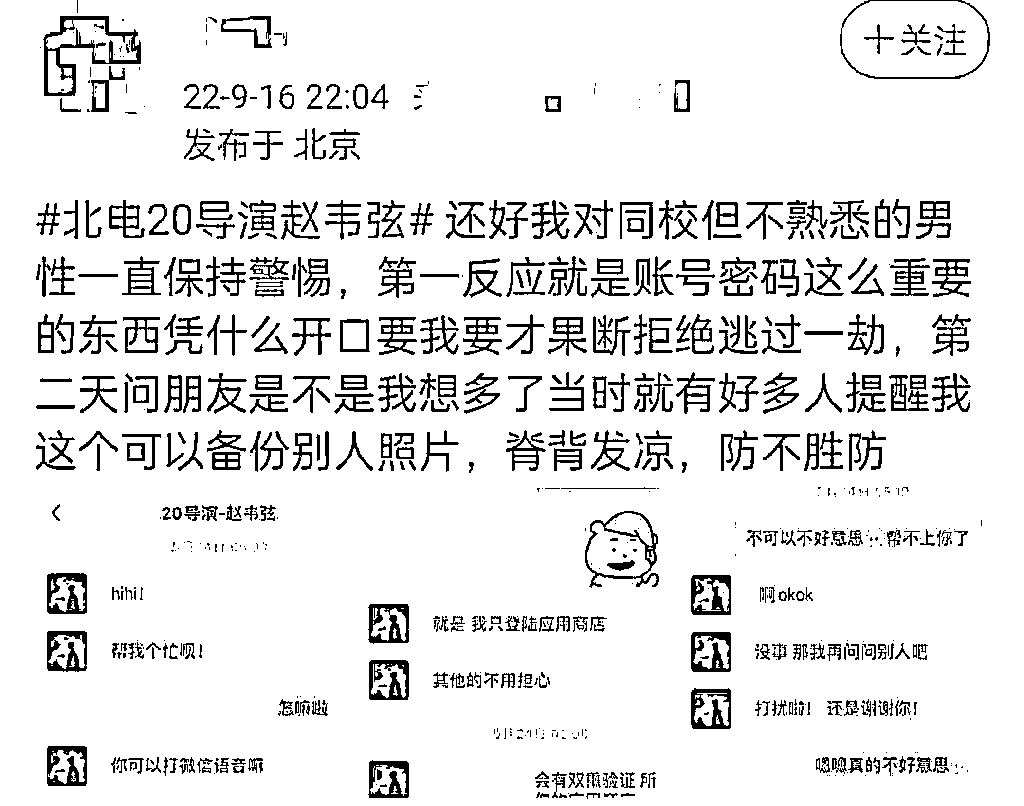 十关注
22-9-16 22:04
发布于 北京
#北电20导演赵韦弦# 还好我对同校但不熟悉的男
性一直保持警惕，第一反应就是账号密码这么重要
的东西凭什么开口要我要才果断拒绝逃过一劫，第
二天问朋友是不是我想多了当时就有好多人提醒我
这个可以备份别人照片，脊背发凉，防不胜防
20导演-赵韦弦
hihi!
帮我个忙呗！
怎嘛啦
你可以打微信语音嘛
就是 我只登陆应用商店
其他的不用担心
会有双重验证 所
不可以不好意思 帮不上你了
啊okok
没事 那我再问问别人吧
打扰啦！ 还是谢谢你！
嗯嗯真的不好意思